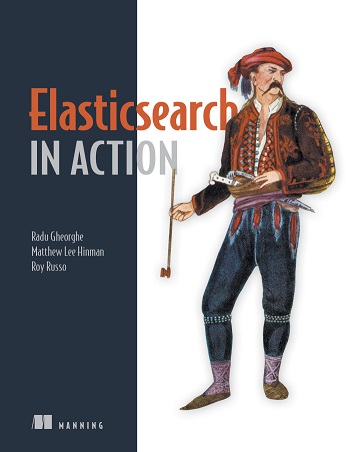 Elasticsearch
IN ACTION
Radu Gheorghe
Matthew Lee Hinman
Roy Russo
MANNING